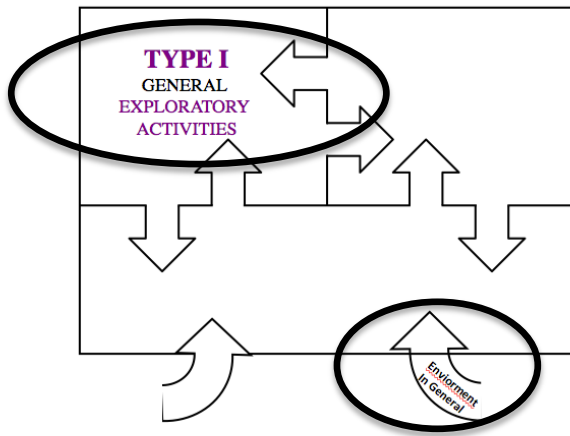 TYPE I
GENERAL
EXPLORATORY
ACTIVITIES
Enviorment
In General